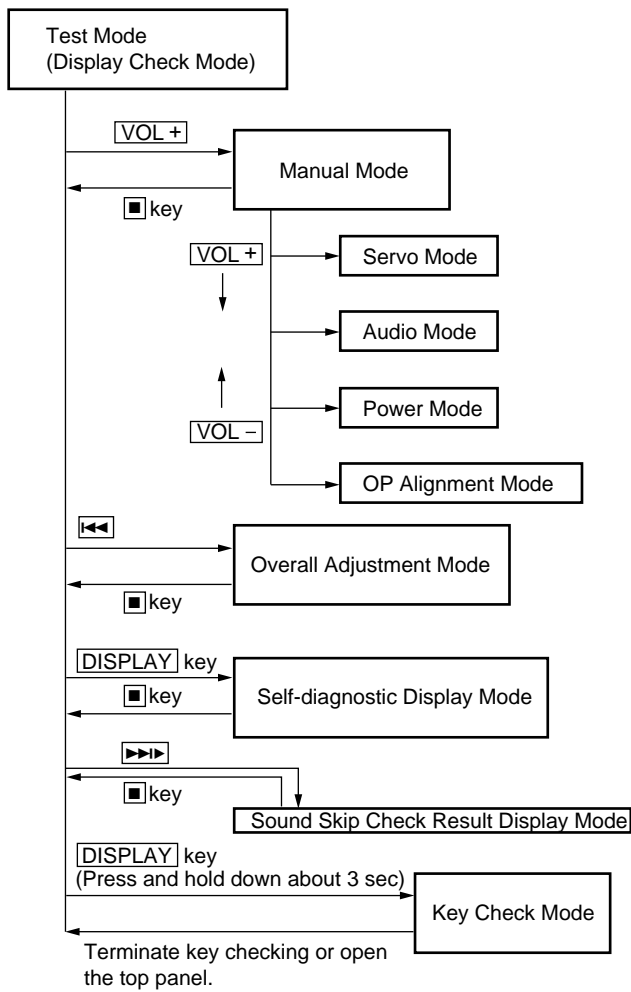 Test Mode
(Display Check Mode)
VOL +
Manual Mode
■ key
VOL +
Servo Mode
Audio Mode
Power Mode
VOL −
OP Alignment Mode
Overall Adjustment Mode
■ key
DISPLAY key
■ key
Self-diagnostic Display Mode
■ key
Sound Skip Check Result Display Mode
DISPLAY key
(Press and hold down about 3 sec)
Key Check Mode
Terminate key checking or open
the top panel.